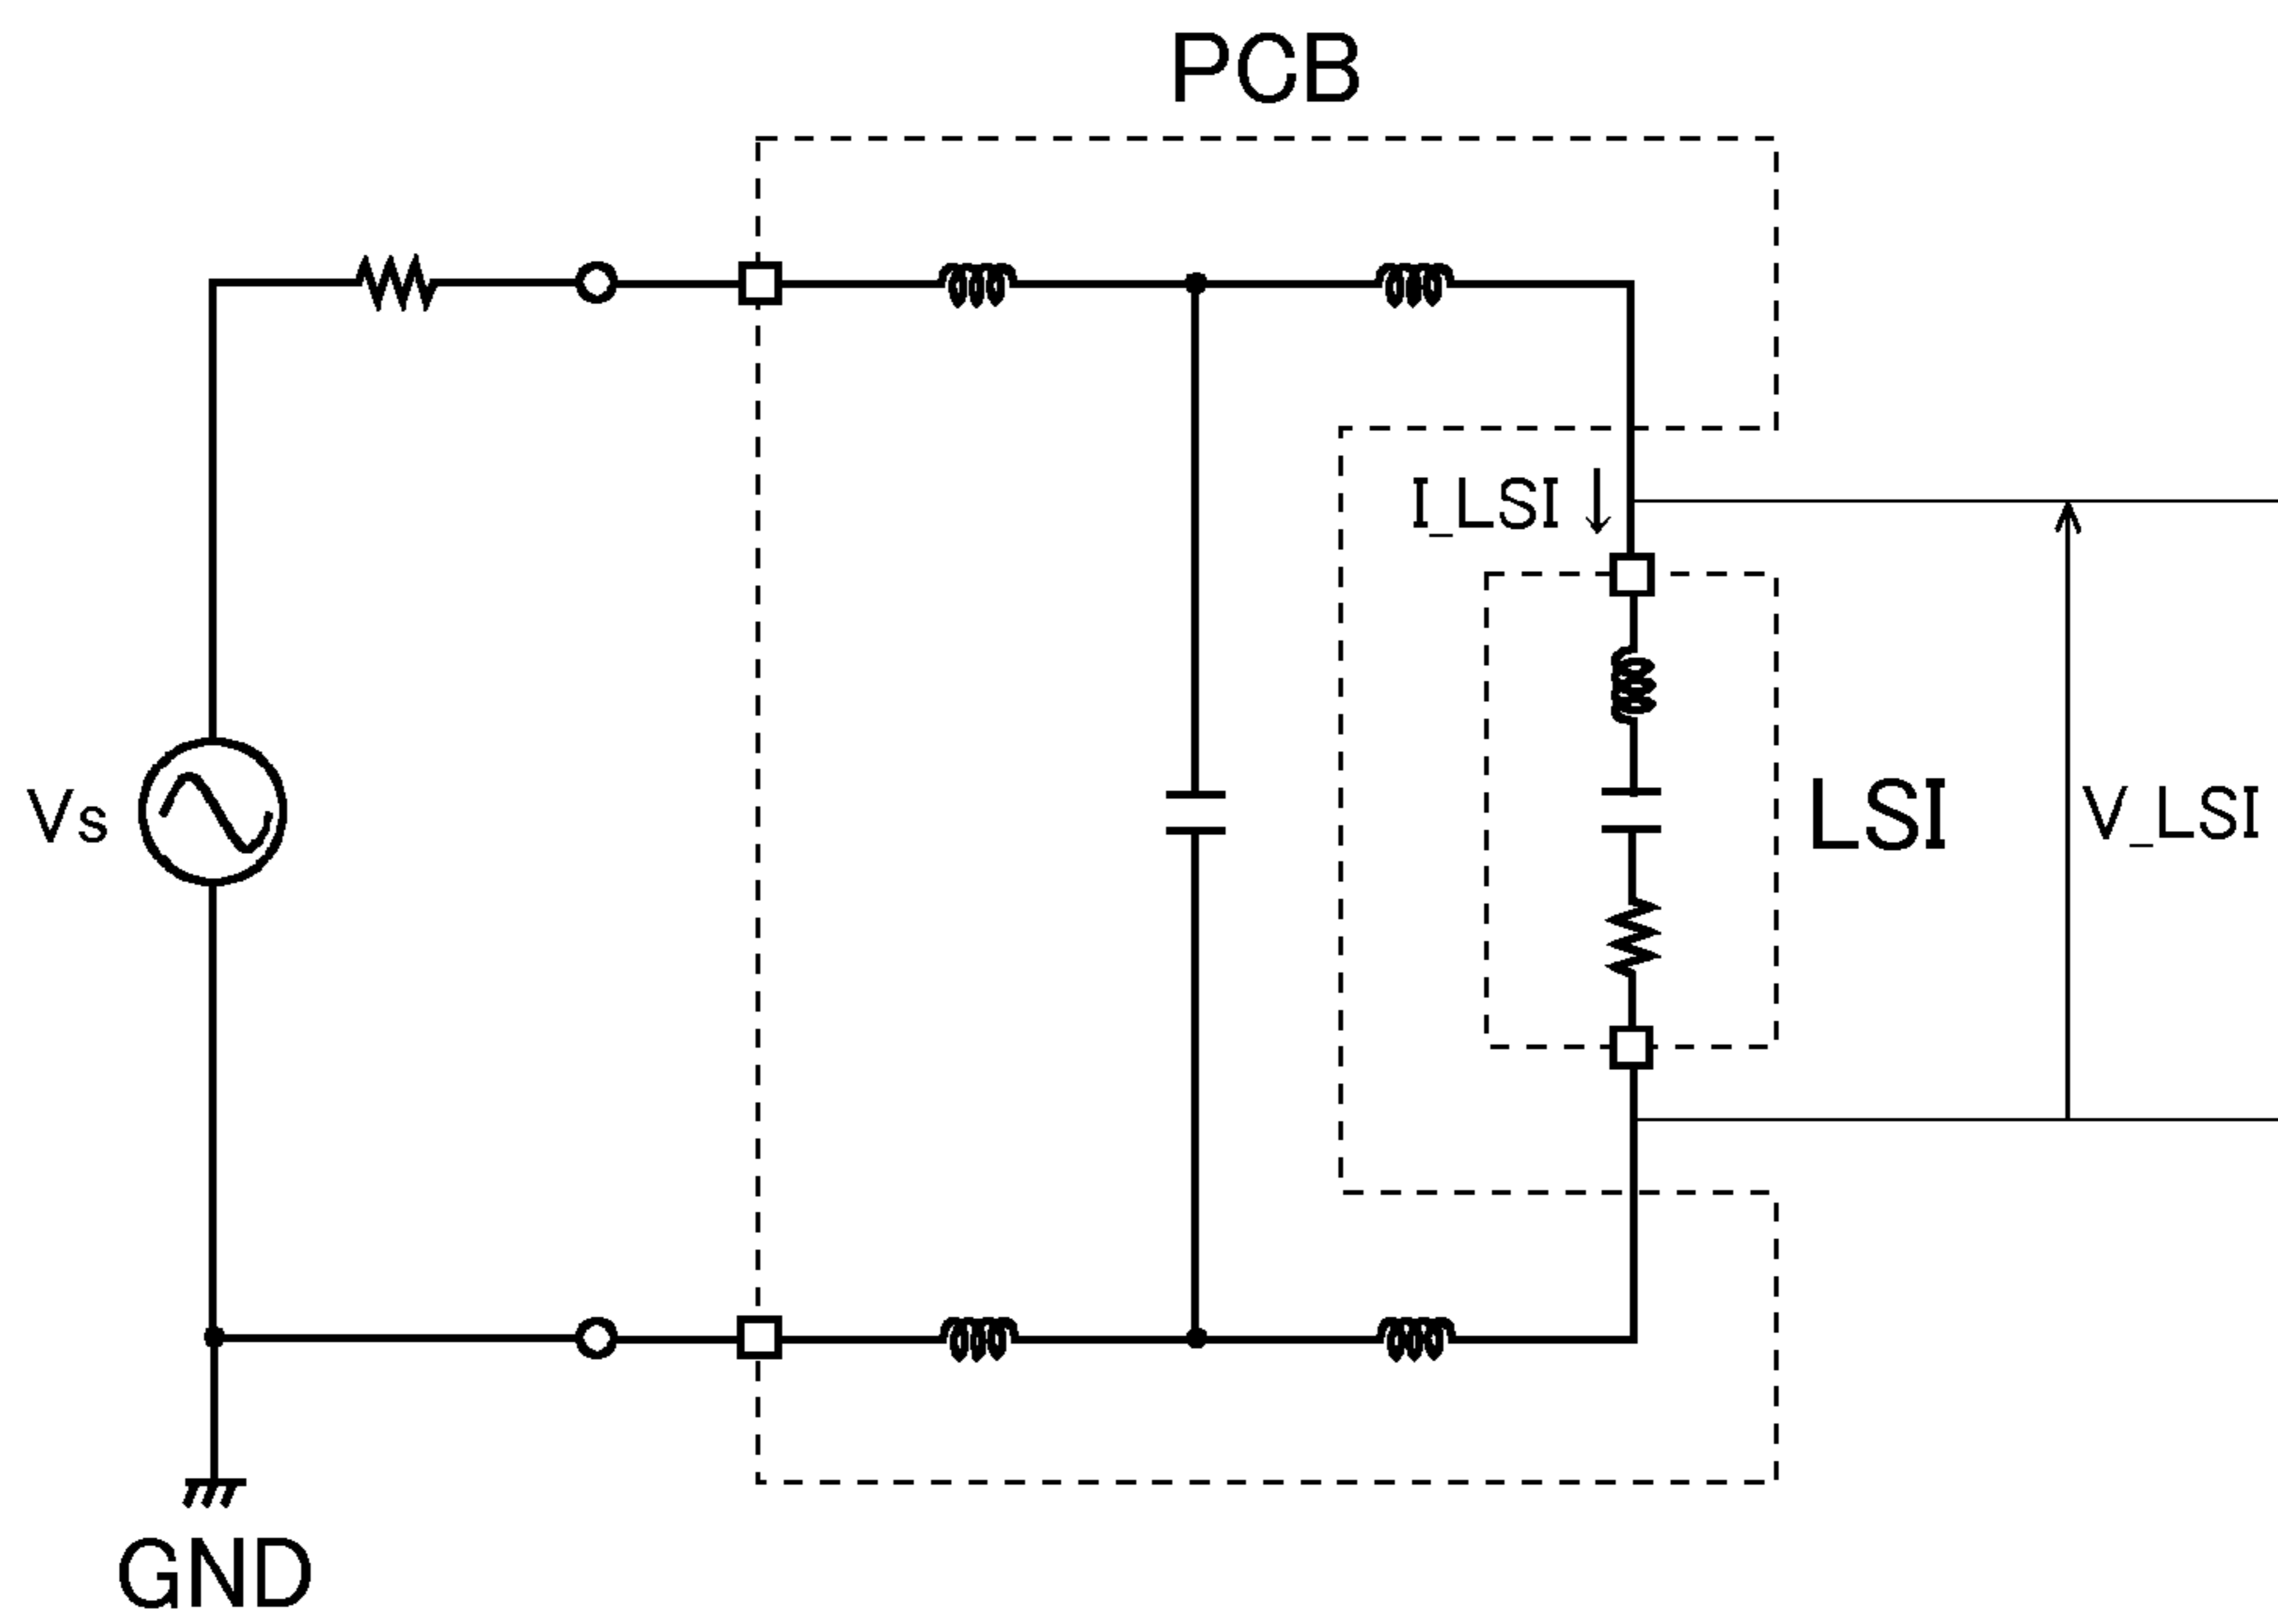 PCB
I_LSI
Vs
LSI
V_LSI
GND